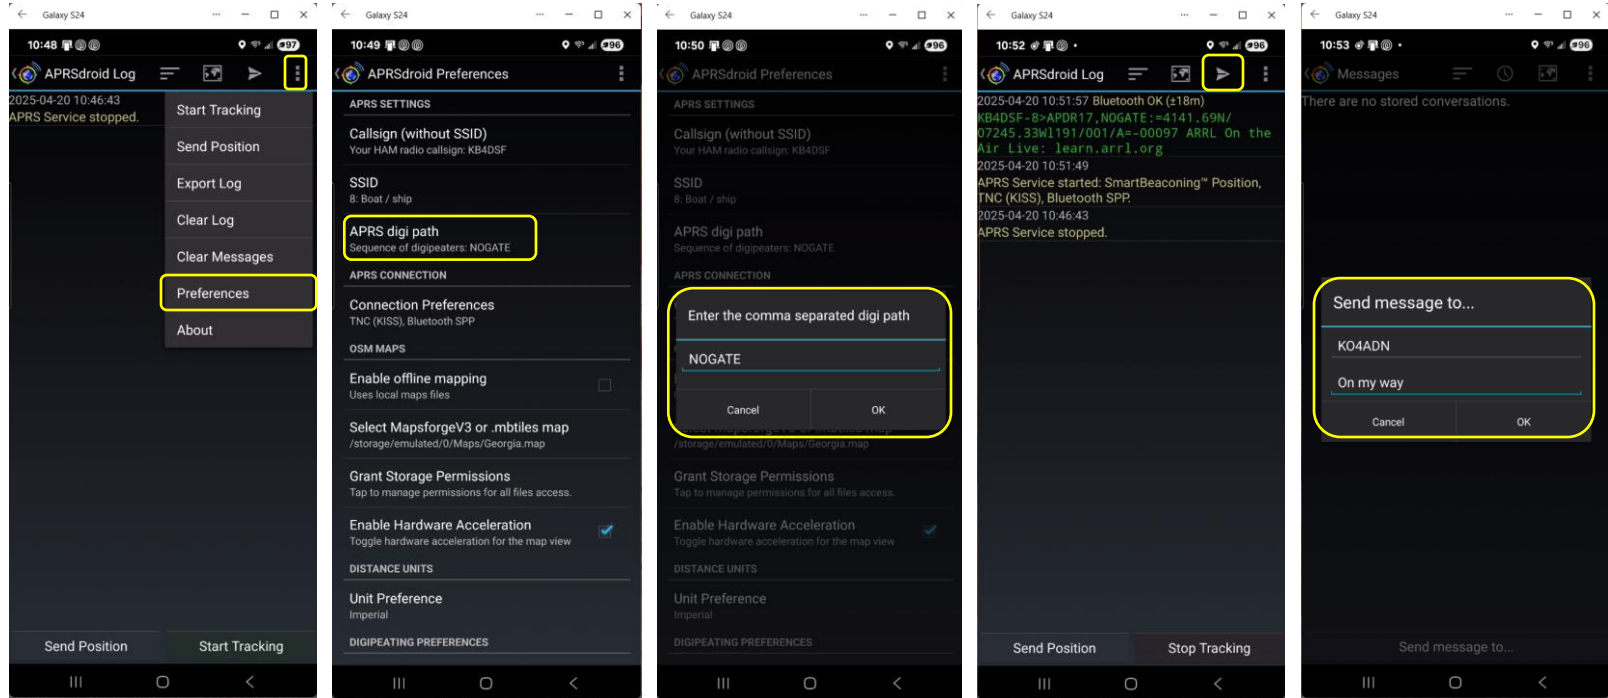 Galaxy S24
10:48
97
APRSdroid Log
2025-04-20 10:46:43
APRS Service stopped.
Start Tracking
Send Position
Export Log
Clear Log
Clear Messages
Preferences
About
Send Position
Start Tracking
Galaxy S24
10:49
96
APRSdroid Preferences
APRS SETTINGS
Callsign (without SSID)
Your HAM radio callsign: KB4DSF
SSID
8: Boat / ship
APRS digi path
Sequence of digipeaters: NOGATE
APRS CONNECTION
Connection Preferences
TNC (KISS), Bluetooth SPP
OSM MAPS
Enable offline mapping
Uses local maps files
Select MapsforgeV3 or .mbtiles map
/storage/emulated/0/Maps/Georgia.map
Grant Storage Permissions
Tap to manage permissions for all files access.
Enable Hardware Acceleration
Toggle hardware acceleration for the map view
DISTANCE UNITS
Unit Preference
Imperial
DIGIPEATING PREFERENCES
Galaxy S24
10:50
96
APRSdroid Preferences
APRS SETTINGS
Callsign (without SSID)
Your HAM radio callsign: KB4DSF
SSID
8: Boat / ship
APRS digi path
Sequence of digipeaters: NOGATE
APRS CONNECTION
Enter the comma separated digi path
NOGATE
Cancel
OK
/storage/emulated/0/Maps/Georgia.map
Grant Storage Permissions
Tap to manage permissions for all files access.
Enable Hardware Acceleration
Toggle hardware acceleration for the map view
DISTANCE UNITS
Unit Preference
Imperial
DIGIPEATING PREFERENCES
Galaxy S24
10:52
96
APRSdroid Log
2025-04-20 10:51:57 Bluetooth OK (±18m)
KB4DSF-8>APDR17,NOGATE:=4141.69N/
07245.33Wl191/001/A=-00097 ARRL On the
Air Live: learn.arrl.org
2025-04-20 10:51:49
APRS Service started: SmartBeaconing™ Position,
TNC (KISS), Bluetooth SPP.
2025-04-20 10:46:43
APRS Service stopped.
Send Position
Stop Tracking
Galaxy S24
10:53
96
Messages
There are no stored conversations.
Send message to...
KO4ADN
On my way
Cancel
OK
Send message to...